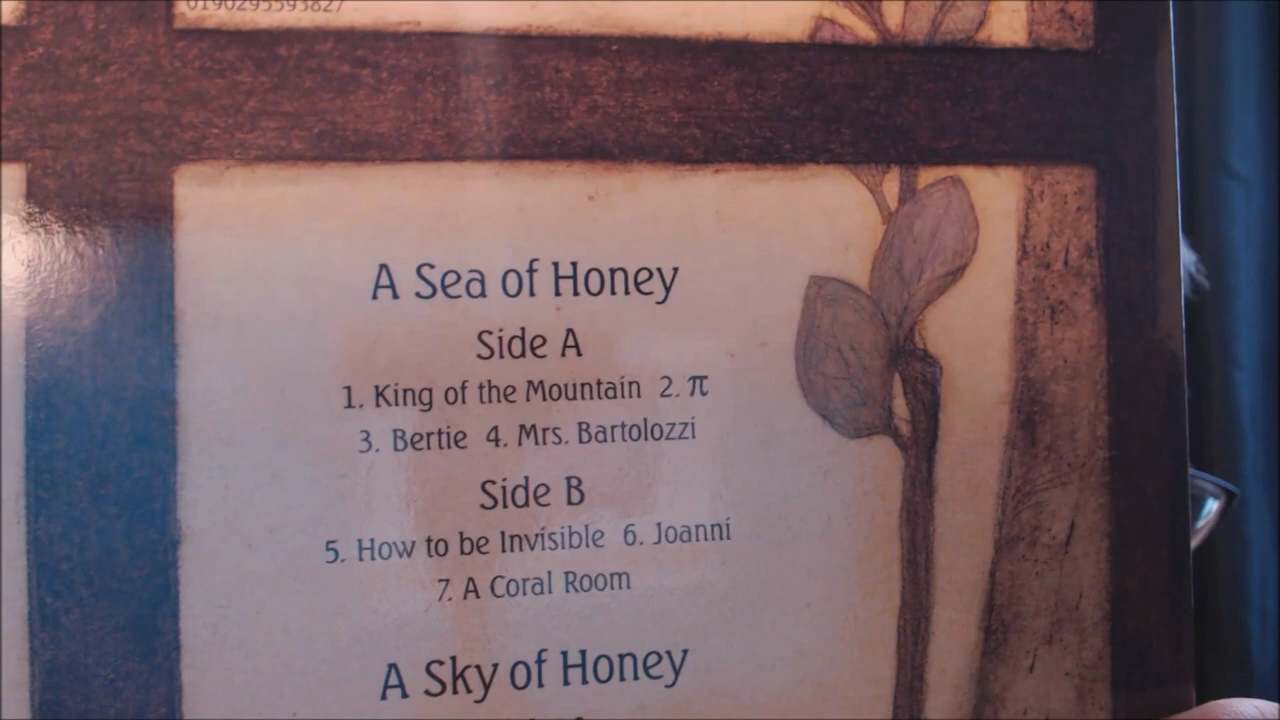 0190295593827
A Sea of Honey
Side A
1. King of the Mountain 2. π
3. Bertie 4. Mrs. Bartolozzi
Side B
5. How to be Invisible 6. Joanni
7. A Coral Room
A Sky of Honey